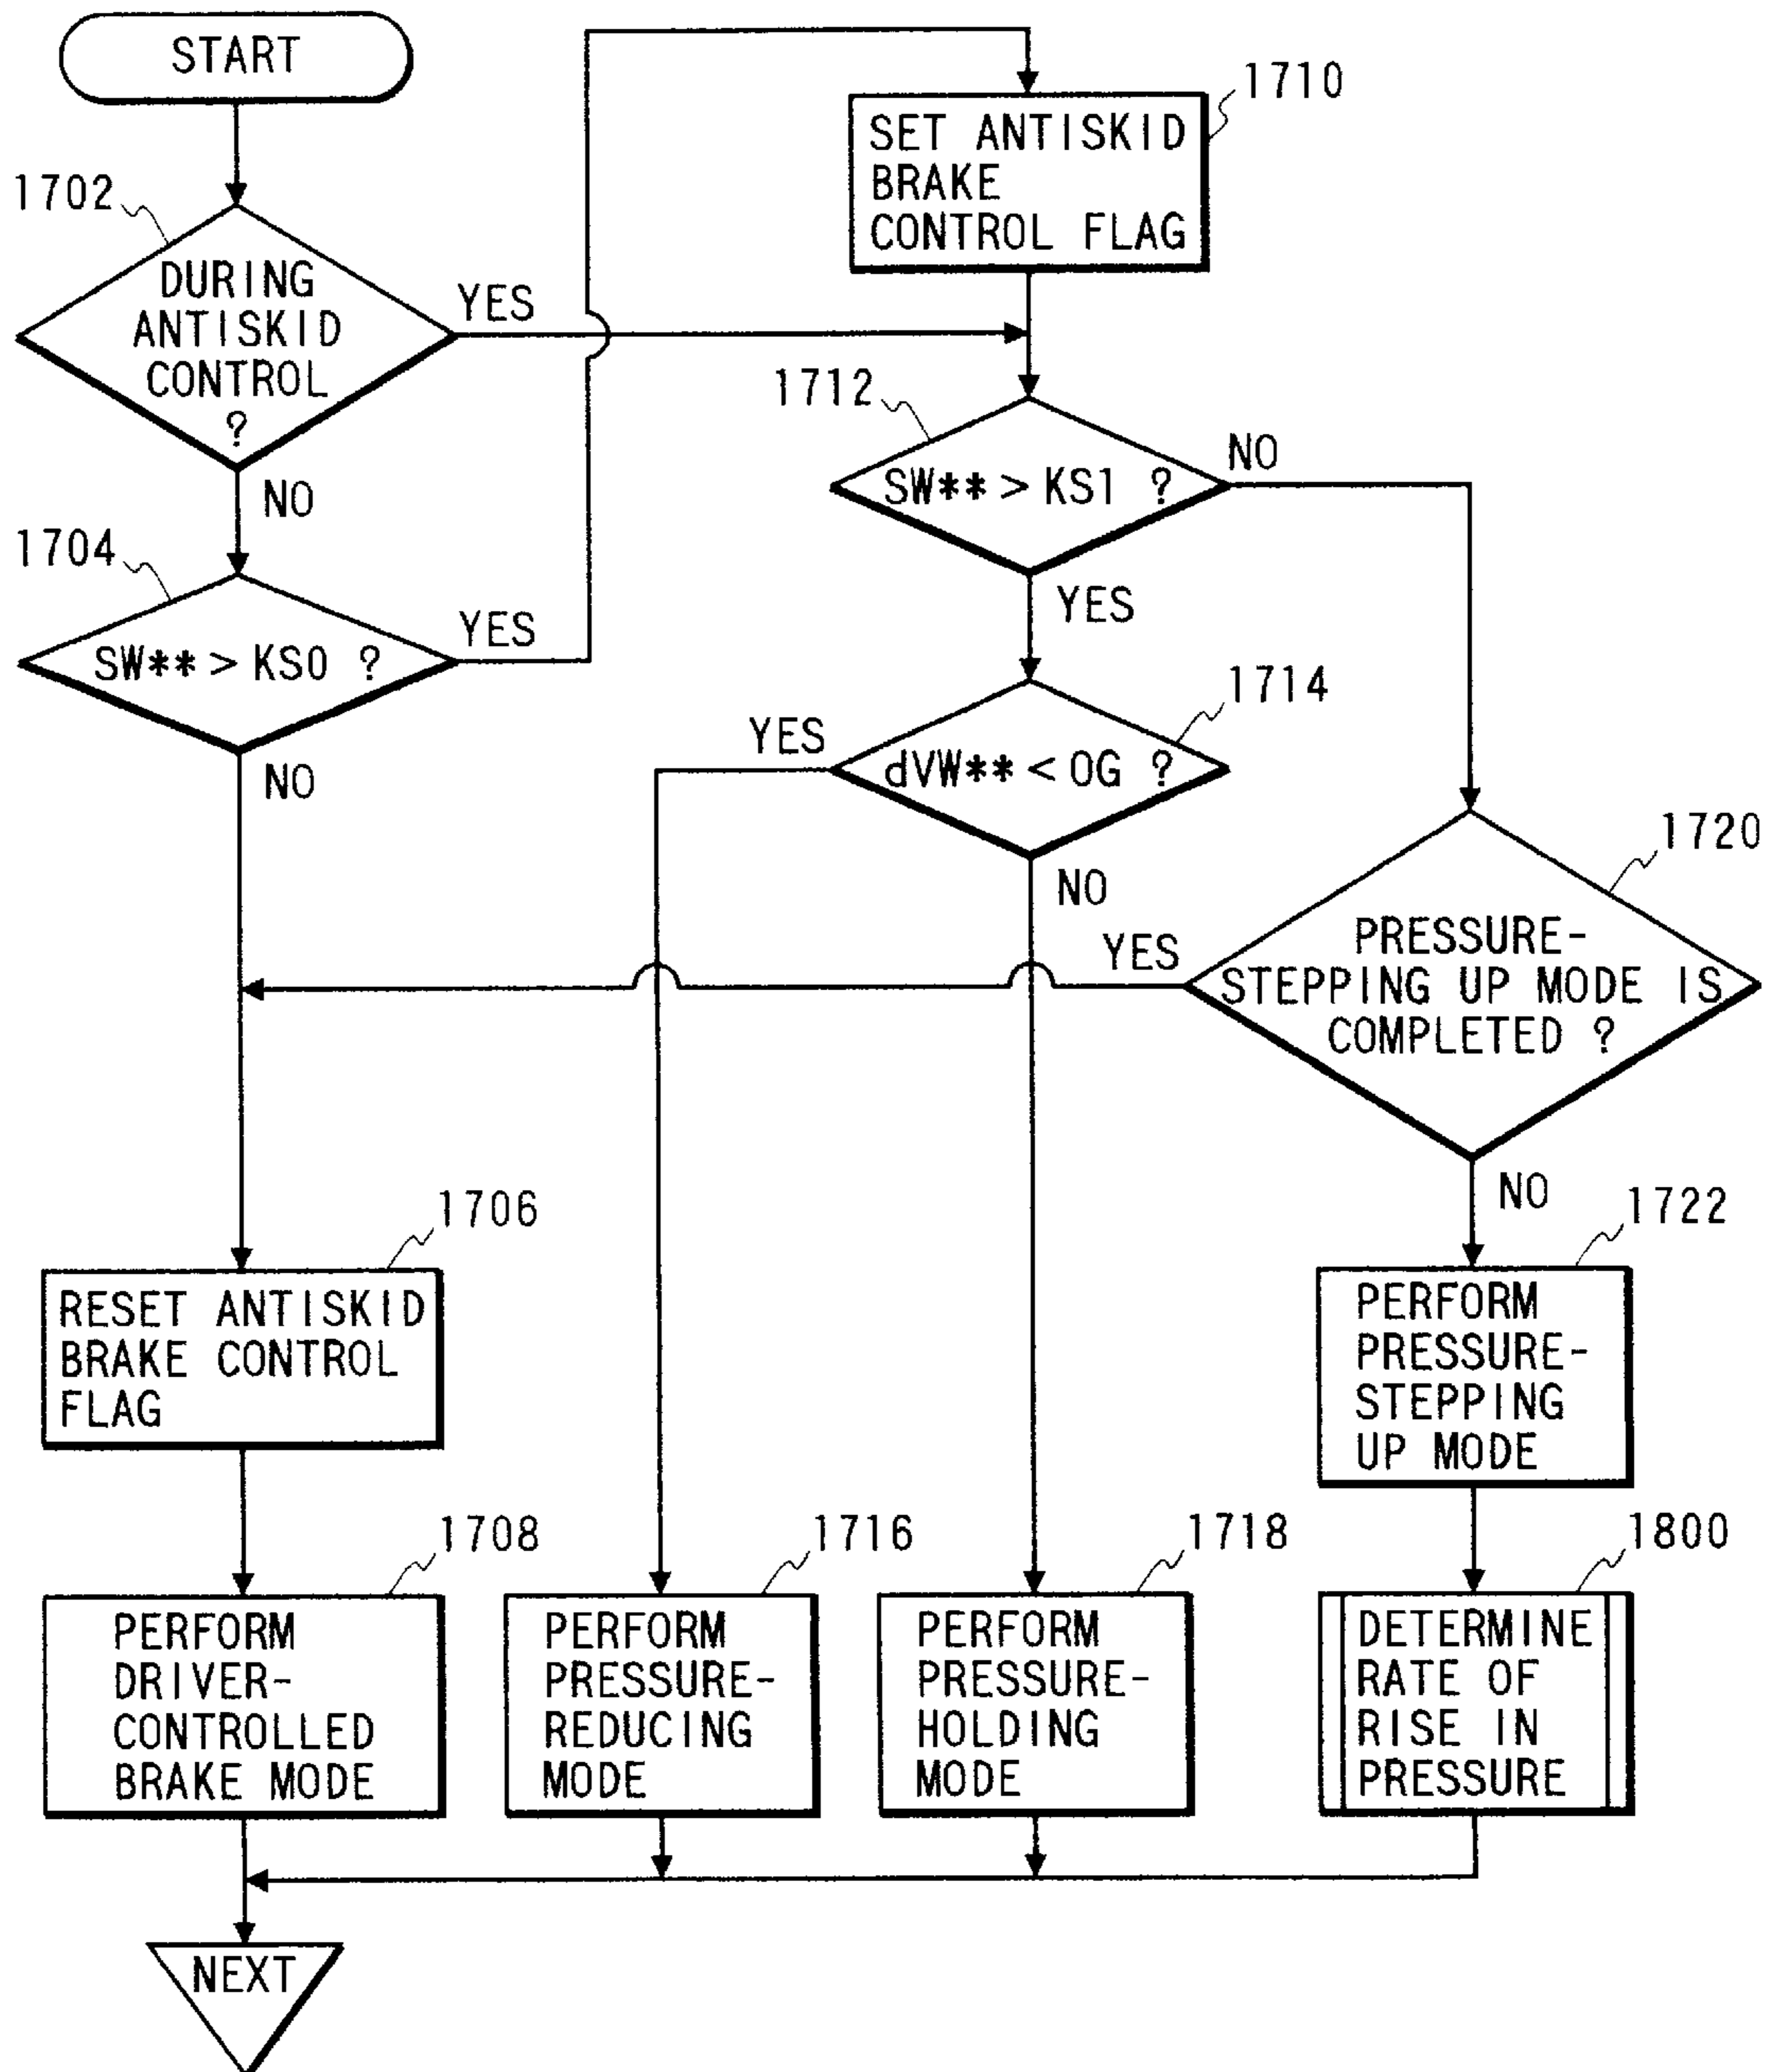 START
1702
DURING
ANTISKID
CONTROL
?
YES
NO
1704
SW**>KS0 ?
YES
NO
1710
SET ANTISKID
BRAKE
CONTROL FLAG
1712
SW**>KS1 ?
NO
YES
1714
dVW**<0G ?
YES
NO
1720
PRESSURE-
STEPPING UP MODE IS
COMPLETED ?
YES
NO
1706
RESET ANTISKID
BRAKE CONTROL
FLAG
1722
PERFORM
PRESSURE-
STEPPING
UP MODE
1708
PERFORM
DRIVER-
CONTROLLED
BRAKE MODE
1716
PERFORM
PRESSURE-
REDUCING
MODE
1718
PERFORM
PRESSURE-
HOLDING
MODE
1800
DETERMINE
RATE OF
RISE IN
PRESSURE
NEXT